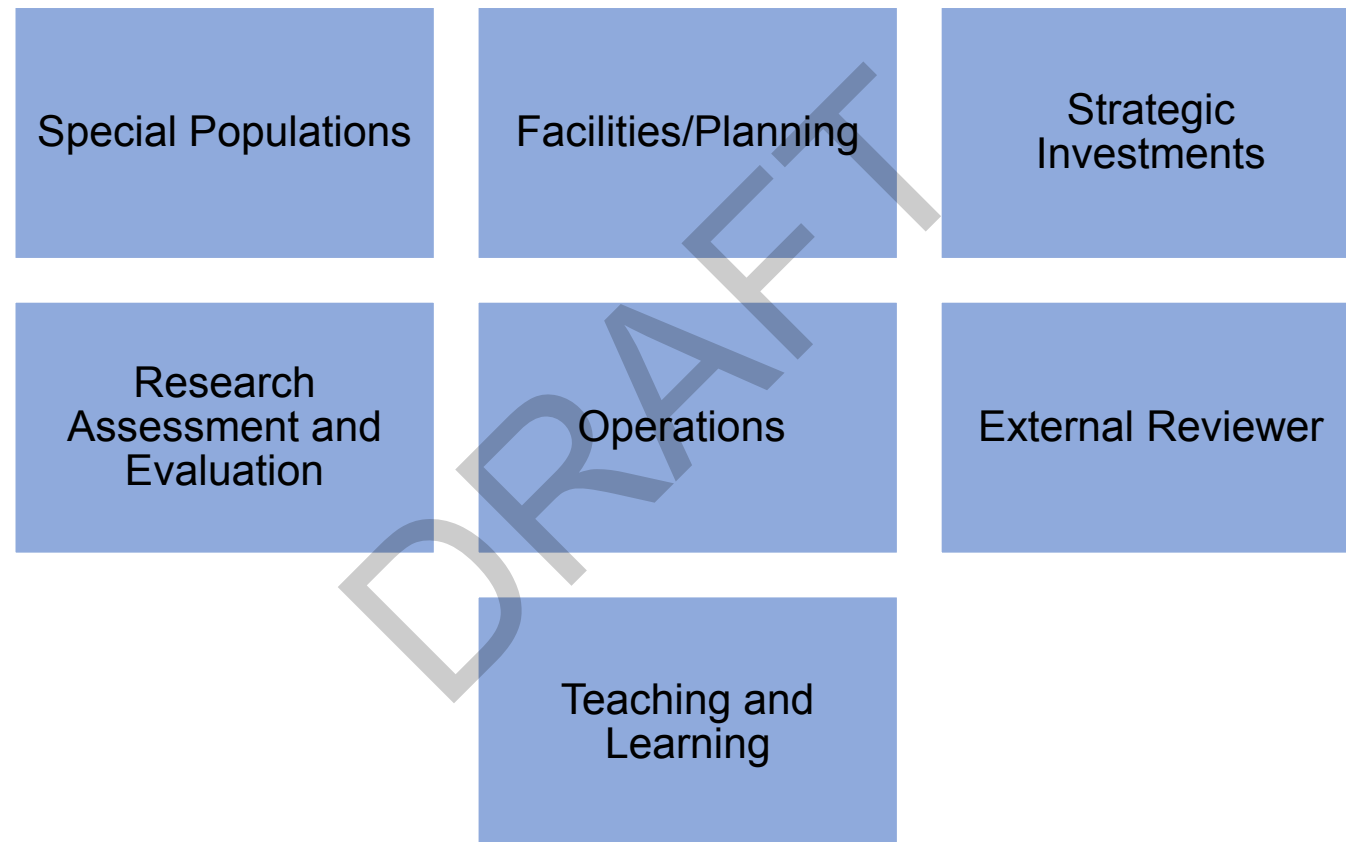 Special Populations
Facilities/Planning
Strategic
Investments
Research
Assessment and
Evaluation
Operations
External Reviewer
Teaching and
Learning
DRAFT